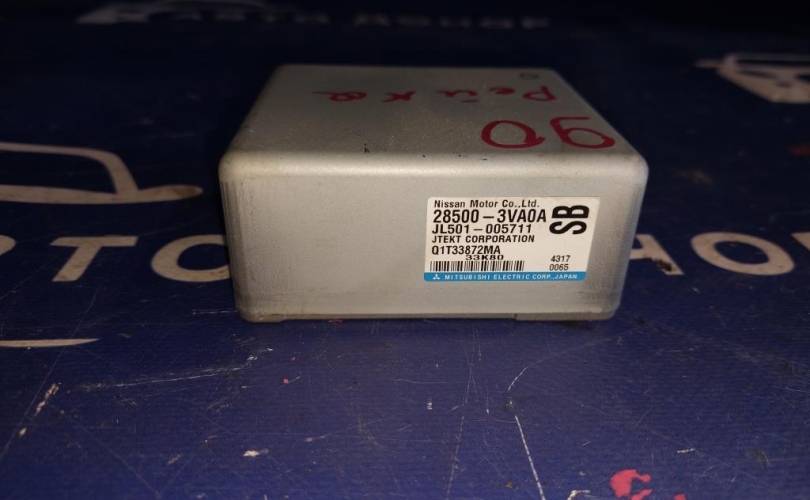 Рейка
90
Nissan Motor Co.,Ltd.
28500-3VA0A
JL501-005711
JTEKT CORPORATION
Q1T33872MA
SB
33K80
4317
0065
MITSUBISHI ELECTRIC CORP.,JAPAN